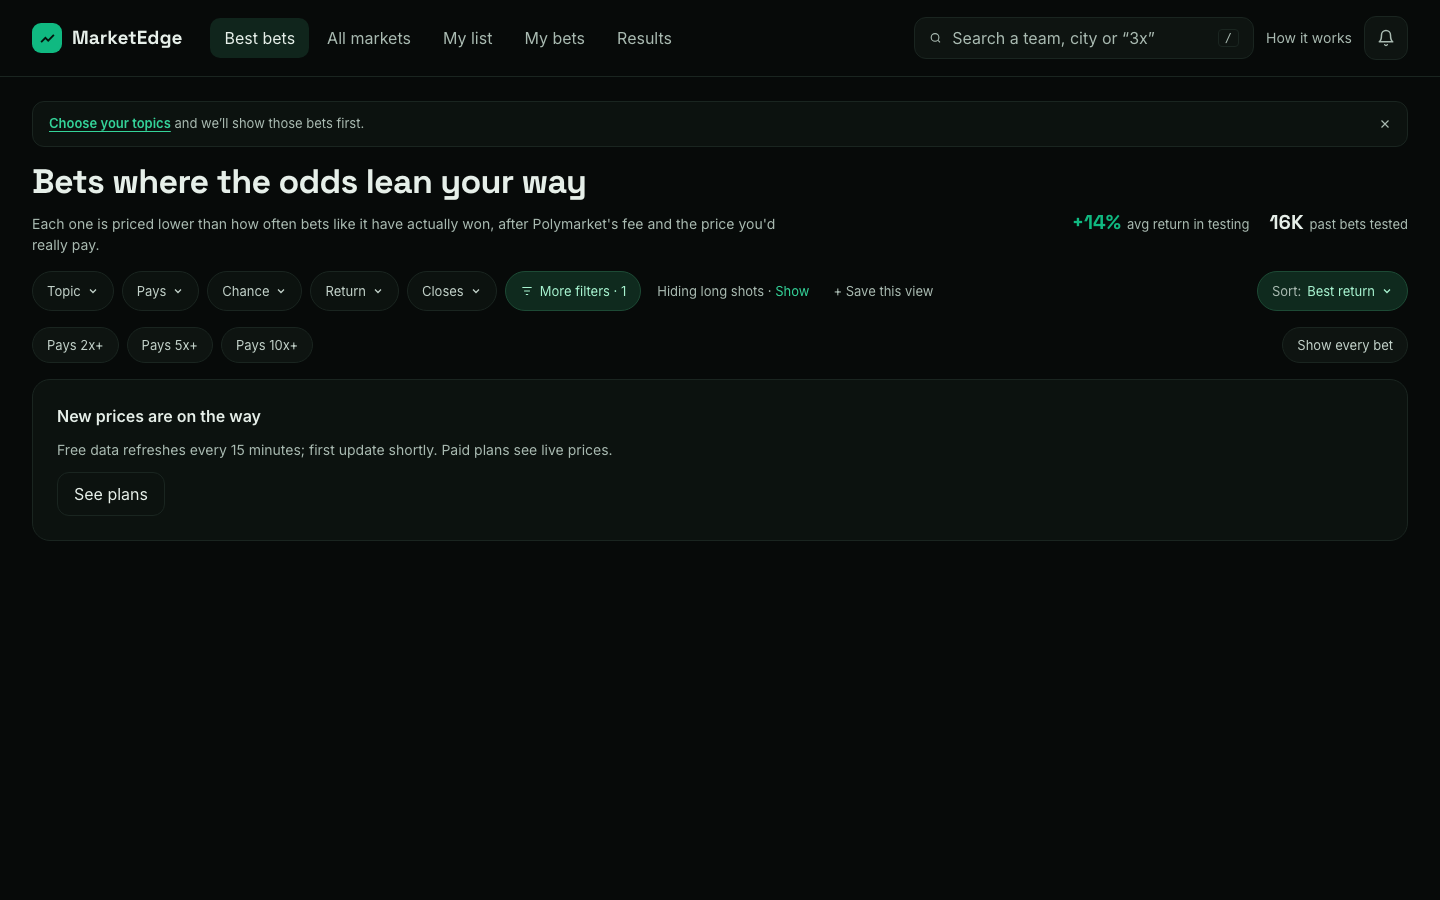 MarketEdge
Best bets
All markets
My list
My bets
Results
Search a team, city or “3x”
/
How it works
Choose your topics and we’ll show those bets first.
×
Bets where the odds lean your way
Each one is priced lower than how often bets like it have actually won, after Polymarket's fee and the price you'd
really pay.
+14% avg return in testing
16K past bets tested
Topic
Pays
Chance
Return
Closes
More filters · 1
Hiding long shots · Show
+ Save this view
Sort: Best return
Pays 2x+
Pays 5x+
Pays 10x+
Show every bet
New prices are on the way
Free data refreshes every 15 minutes; first update shortly. Paid plans see live prices.
See plans